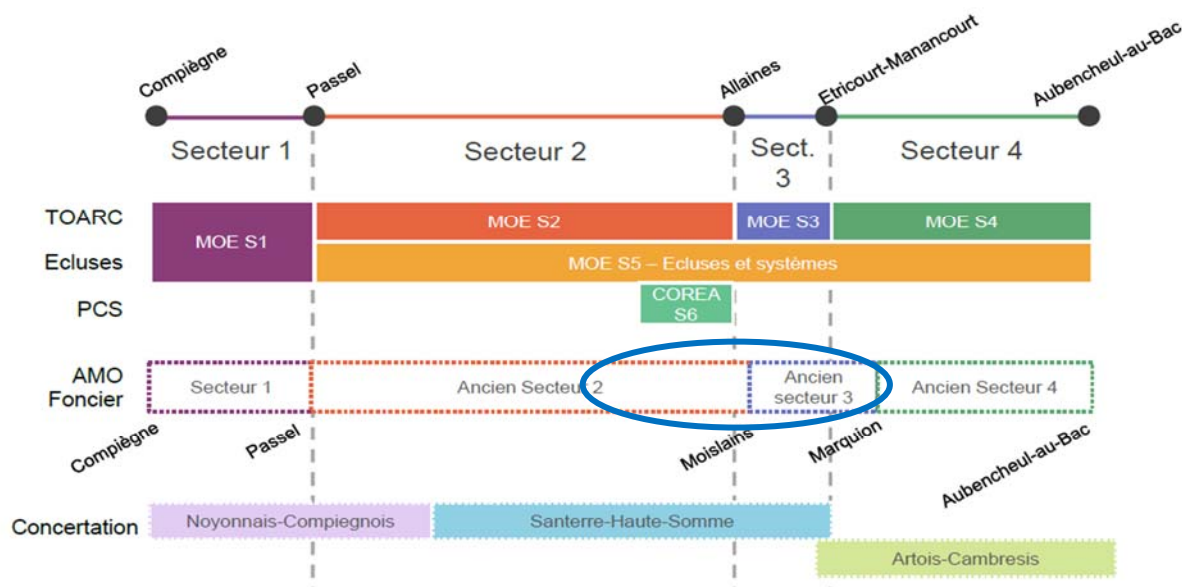 Compiègne
Passel
Allaines
Etricourt-Manancourt
Aubencheul-au-Bac
Secteur 1
Secteur 2
Sect.
3
Secteur 4
TOARC
MOE S1
MOE S2
MOE S3
MOE S4
Ecluses
MOE S5 – Ecluses et systèmes
PCS
COREA
S6
AMO
Foncier
Secteur 1
Ancien Secteur 2
Ancien
secteur 3
Ancien Secteur 4
Compiègne
Passel
Moislains
Marquion
Aubencheul-au-Bac
Concertation
Noyonnais-Compiegnois
Santerre-Haute-Somme
Artois-Cambresis